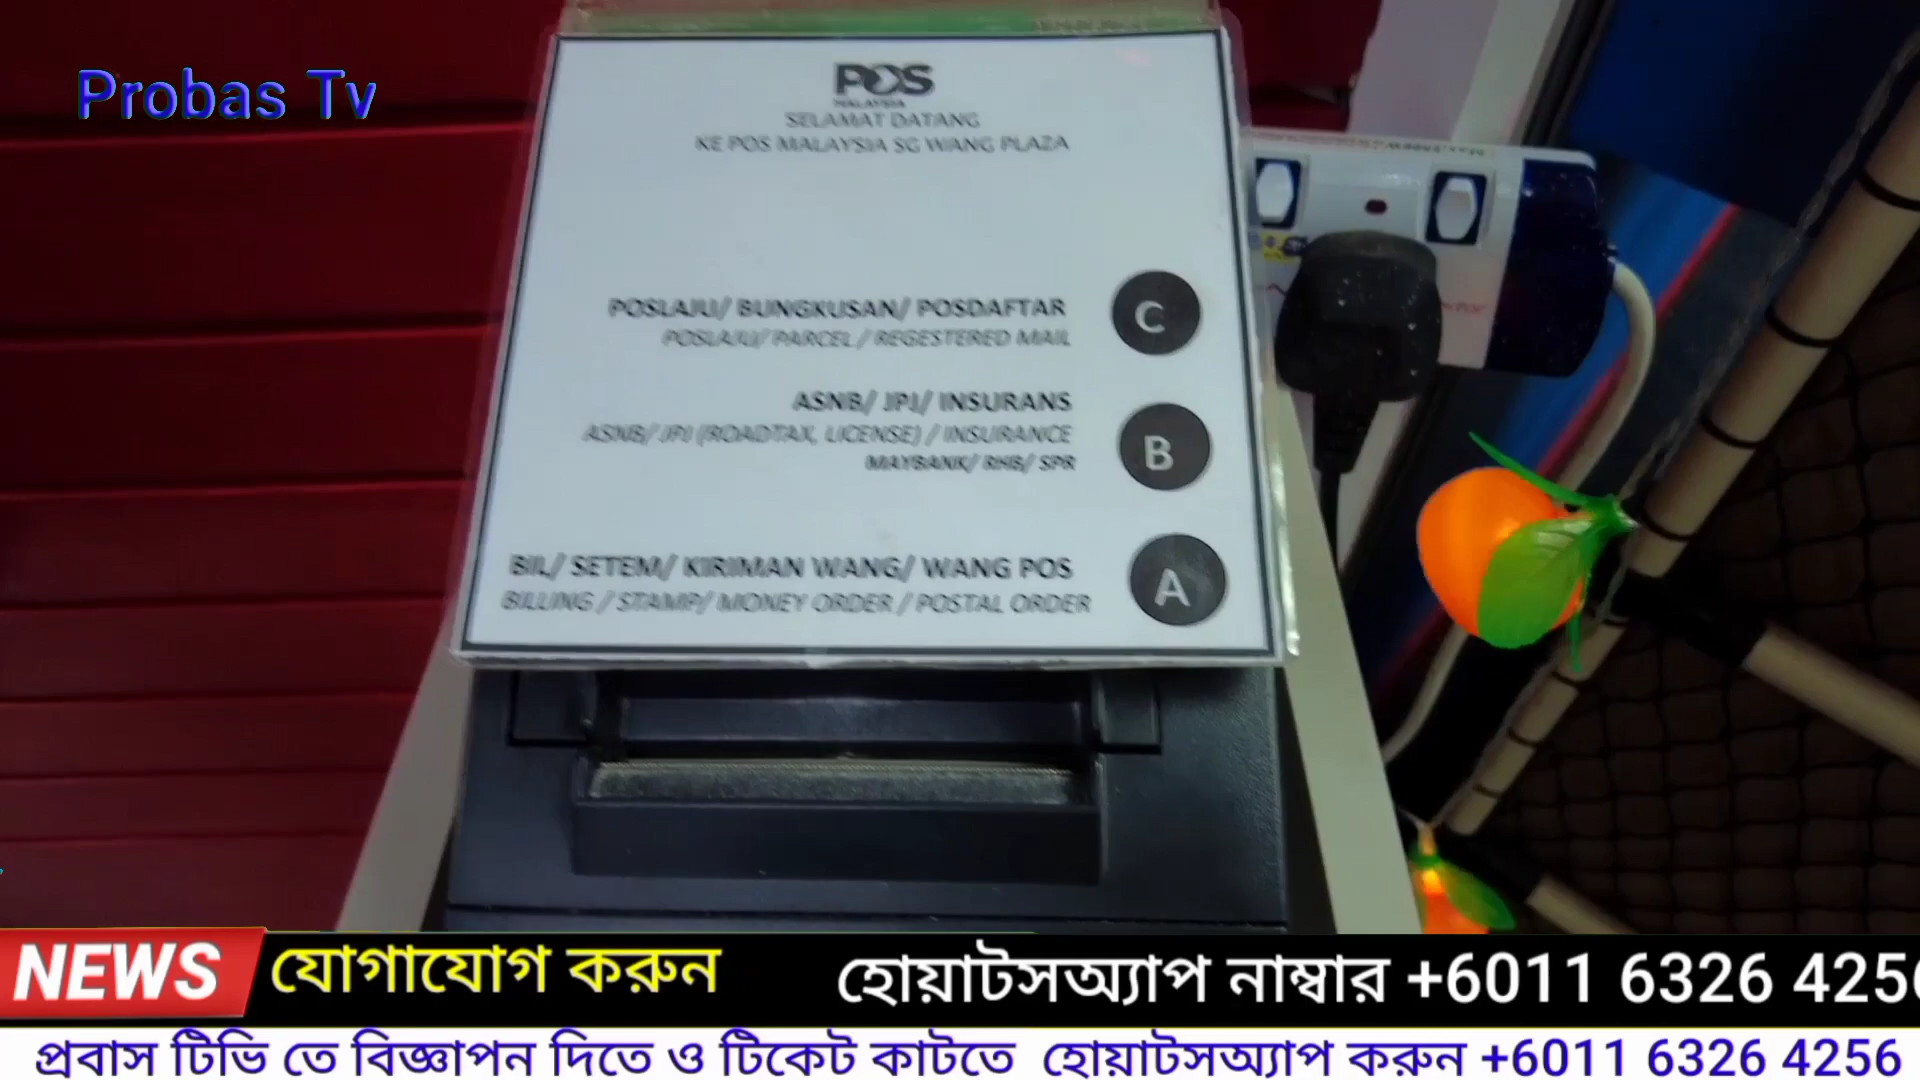 Probas Tv
POS
MALAYSIA
SELAMAT DATANG
KE POS MALAYSIA SG WANG PLAZA
POSLAJU/ BUNGKUSAN/ POSDAFTAR
POSLAJU/ PARCEL / REGESTERED MAIL
C
ASNB/ JPJ/ INSURANS
ASNB/ JPJ (ROADTAX, LICENSE) / INSURANCE
MAYBANK/ RHB/ SPR
B
BIL/ SETEM/ KIRIMAN WANG/ WANG POS
BILLING / STAMP/ MONEY ORDER / POSTAL ORDER
A
NEWS যোগাযোগ করুন হোয়াটসঅ্যাপ নাম্বার +6011 6326 4256
প্রবাস টিভি তে বিজ্ঞাপন দিতে ও টিকেট কাটতে হোয়াটসঅ্যাপ করুন +6011 6326 4256